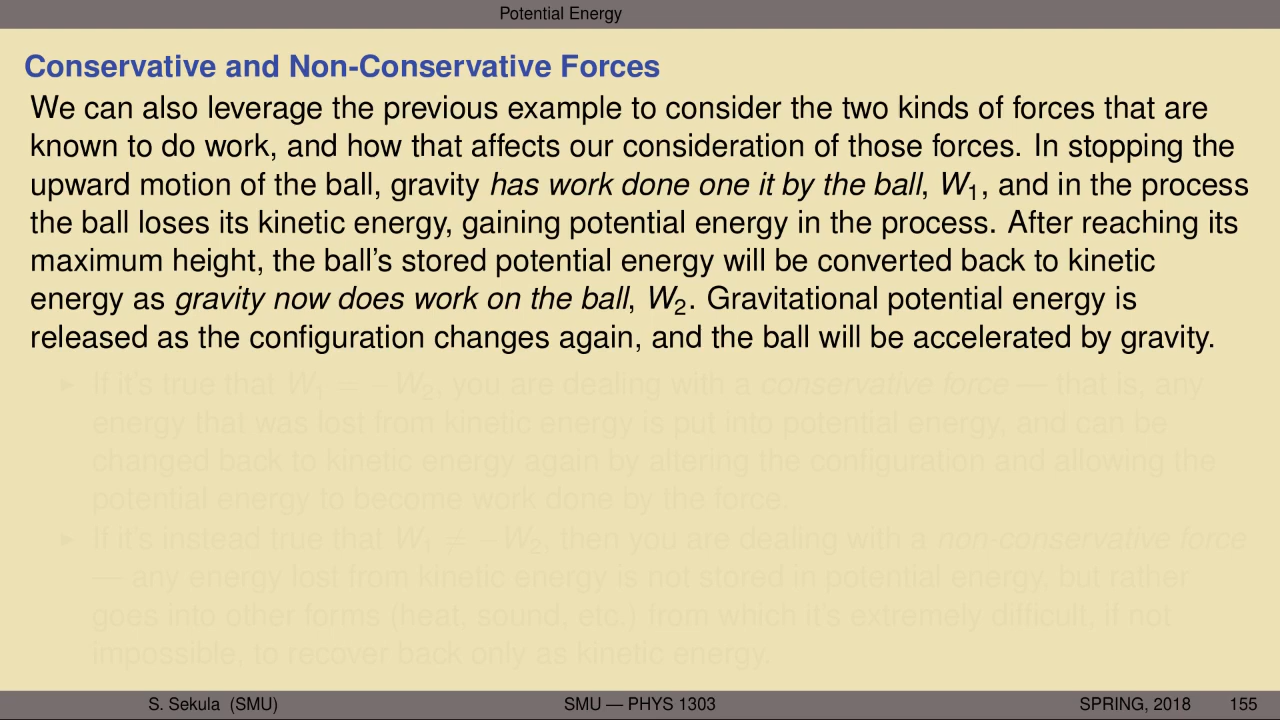 Potential Energy
Conservative and Non-Conservative Forces
We can also leverage the previous example to consider the two kinds of forces that are
known to do work, and how that affects our consideration of those forces. In stopping the
upward motion of the ball, gravity has work done one it by the ball, W₁, and in the process
the ball loses its kinetic energy, gaining potential energy in the process. After reaching its
maximum height, the ball's stored potential energy will be converted back to kinetic
energy as gravity now does work on the ball, W₂. Gravitational potential energy is
released as the configuration changes again, and the ball will be accelerated by gravity.
▸ If it's true that W₁ = −W₂, you are dealing with a conservative force — that is, any
energy that was lost from kinetic energy is put into potential energy, and can be
changed back to kinetic energy again by altering the configuration and allowing the
potential energy to become work done by the force.
▸ If it's instead true that W₁ ≠ −W₂, then you are dealing with a non-conservative force
— any energy lost from kinetic energy is not stored in potential energy, but rather
goes into other forms (heat, sound, etc.) from which it's extremely difficult, if not
impossible, to recover back only as kinetic energy.
S. Sekula (SMU) SMU — PHYS 1303 SPRING, 2018 155